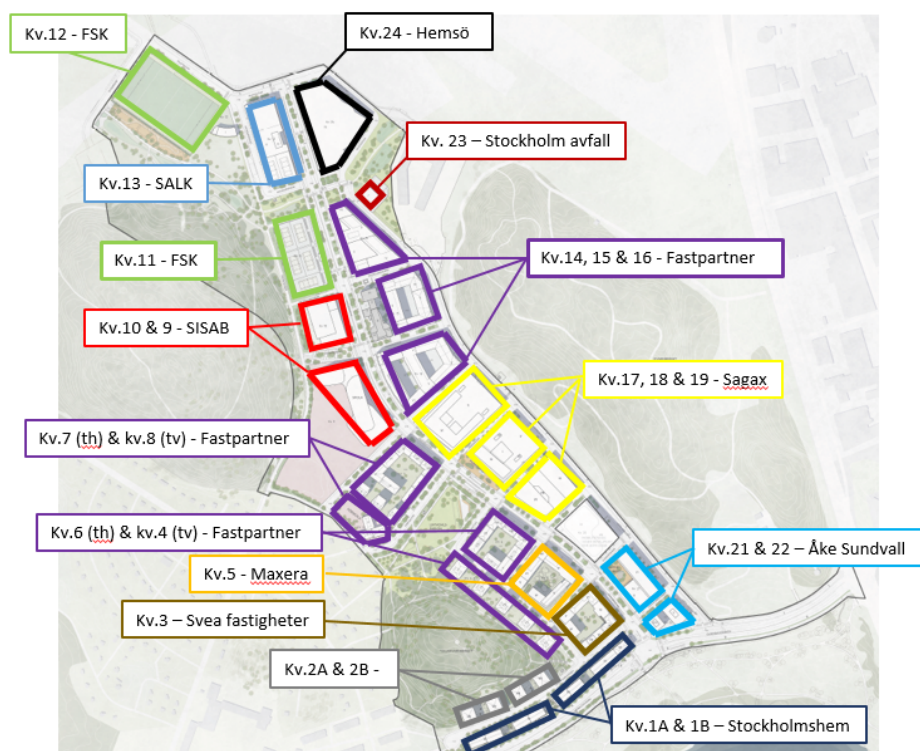 Kv.12 - FSK
Kv.24 - Hemsö
Kv. 23 – Stockholm avfall
Kv.13 - SALK
Kv.11 - FSK
Kv.14, 15 & 16 - Fastpartner
Kv.10 & 9 - SISAB
Kv.17, 18 & 19 - Sagax
Kv.7 (th) & kv.8 (tv) - Fastpartner
Kv.6 (th) & kv.4 (tv) - Fastpartner
Kv.21 & 22 – Åke Sundvall
Kv.5 - Maxera
Kv.3 – Svea fastigheter
Kv.2A & 2B -
Kv.1A & 1B – Stockholmshem